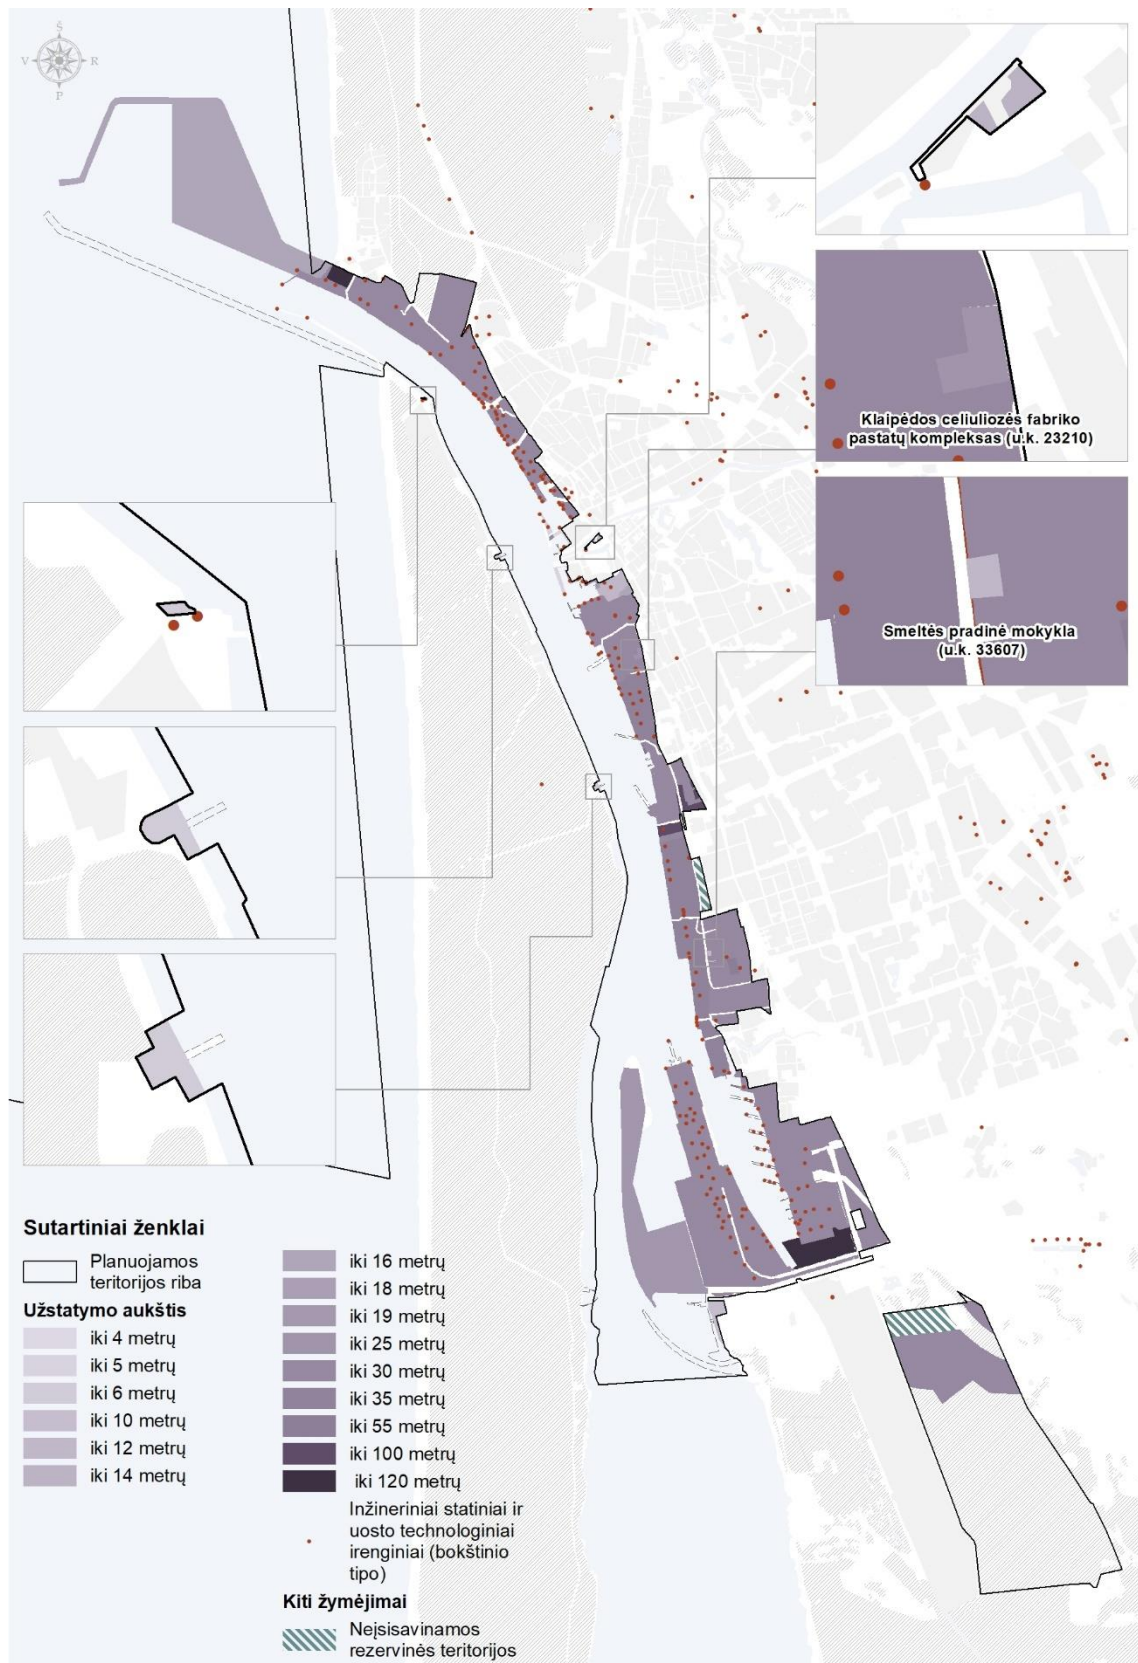 Š
V
R
P
Klaipėdos celiuliozės fabriko
pastatų kompleksas (u.k. 23210)
Smeltės pradinė mokykla
(u.k. 33607)
Sutartiniai ženklai
Planuojamos
teritorijos riba
Užstatymo aukštis
iki 4 metrų
iki 5 metrų
iki 6 metrų
iki 10 metrų
iki 12 metrų
iki 14 metrų
iki 16 metrų
iki 18 metrų
iki 19 metrų
iki 25 metrų
iki 30 metrų
iki 35 metrų
iki 55 metrų
iki 100 metrų
iki 120 metrų
Inžineriniai statiniai ir
uosto technologiniai
irenginiai (bokštinio
tipo)
Kiti žymėjimai
Neįsisavinamos
rezervinės teritorijos